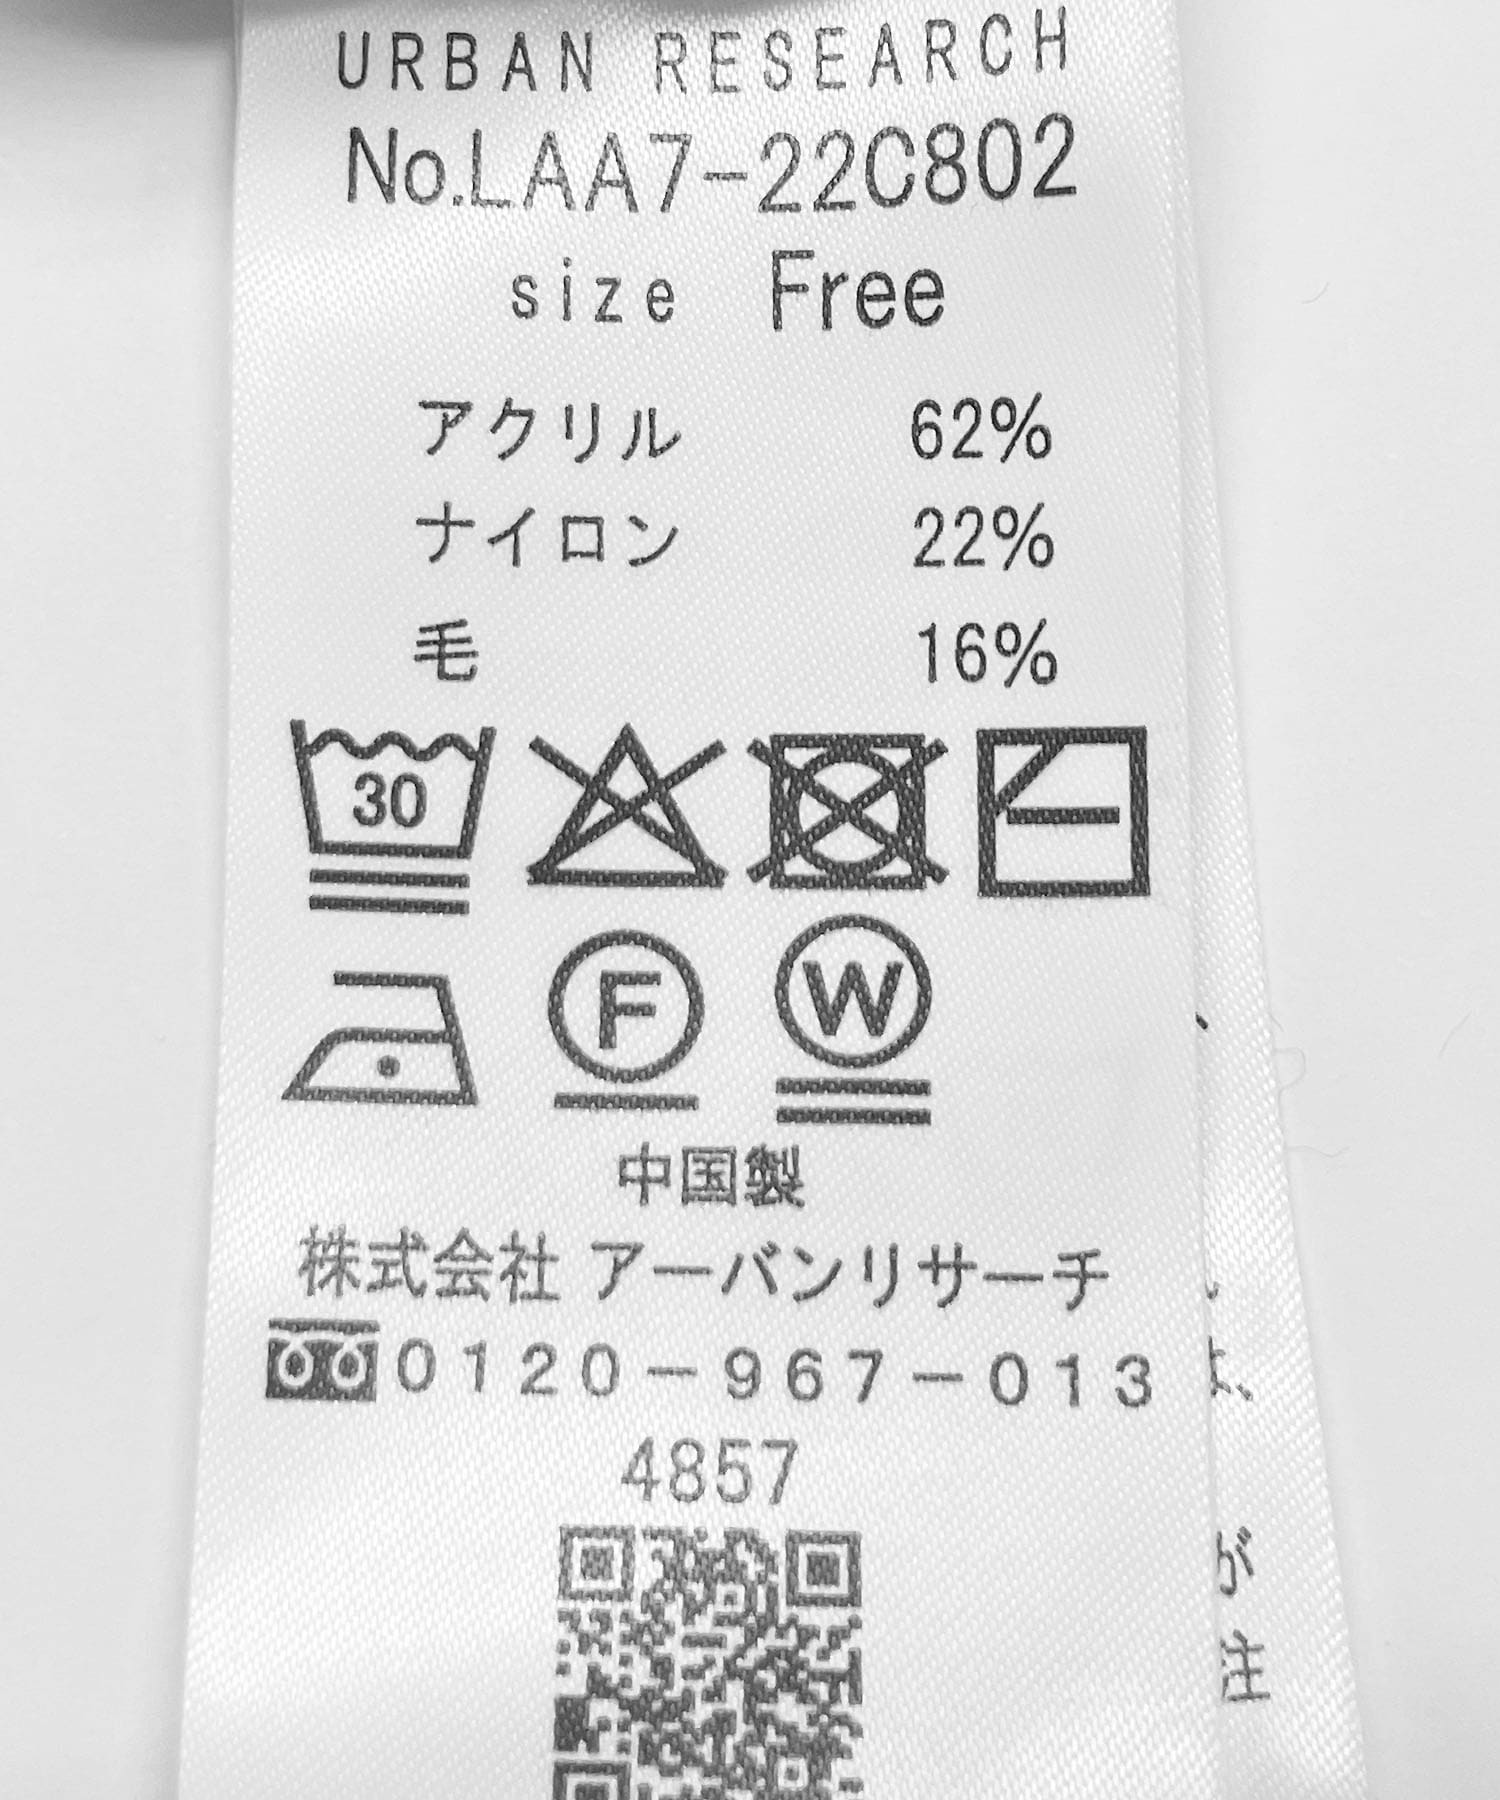 URBAN RESEARCH
No.LAA7-22C802
size Free
アクリル 62%
ナイロン 22%
毛 16%
30
F
W
中国製
株式会社 アーバンリサーチ
0120-967-013
4857
が
注